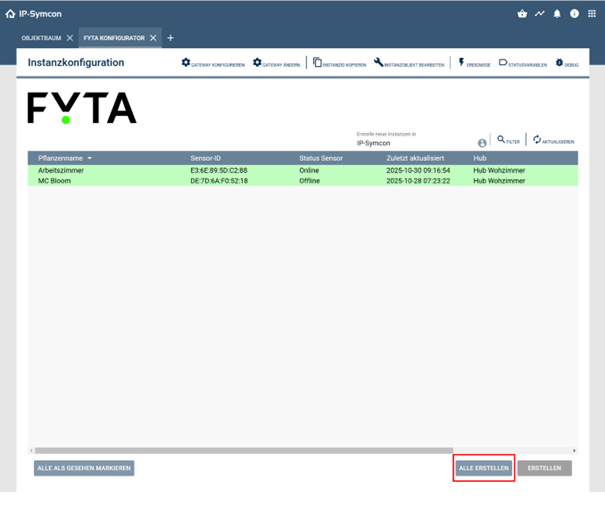 IP-Symcon
OBJEKTBAUM
FYTA KONFIGURATOR
Instanzkonfiguration
GATEWAY KONFIGURIEREN
GATEWAY ÄNDERN
INSTANZID KOPIEREN
INSTANZOBJEKT BEARBEITEN
EREIGNISSE
STATUSVARIABLEN
DEBUG
FYTA
Erstelle neue Instanzen in
IP-Symcon
FILTER
AKTUALISIEREN
Pflanzenname Sensor-ID Status Sensor Zuletzt aktualisiert Hub
Arbeitszimmer E3:6E:89:5D:C2:88 Online 2025-10-30 09:16:54 Hub Wohzimmer
MC Bloom DE:7D:6A:F0:52:18 Offline 2025-10-28 07:23:22 Hub Wohzimmer
ALLE ALS GESEHEN MARKIEREN
ALLE ERSTELLEN
ERSTELLEN